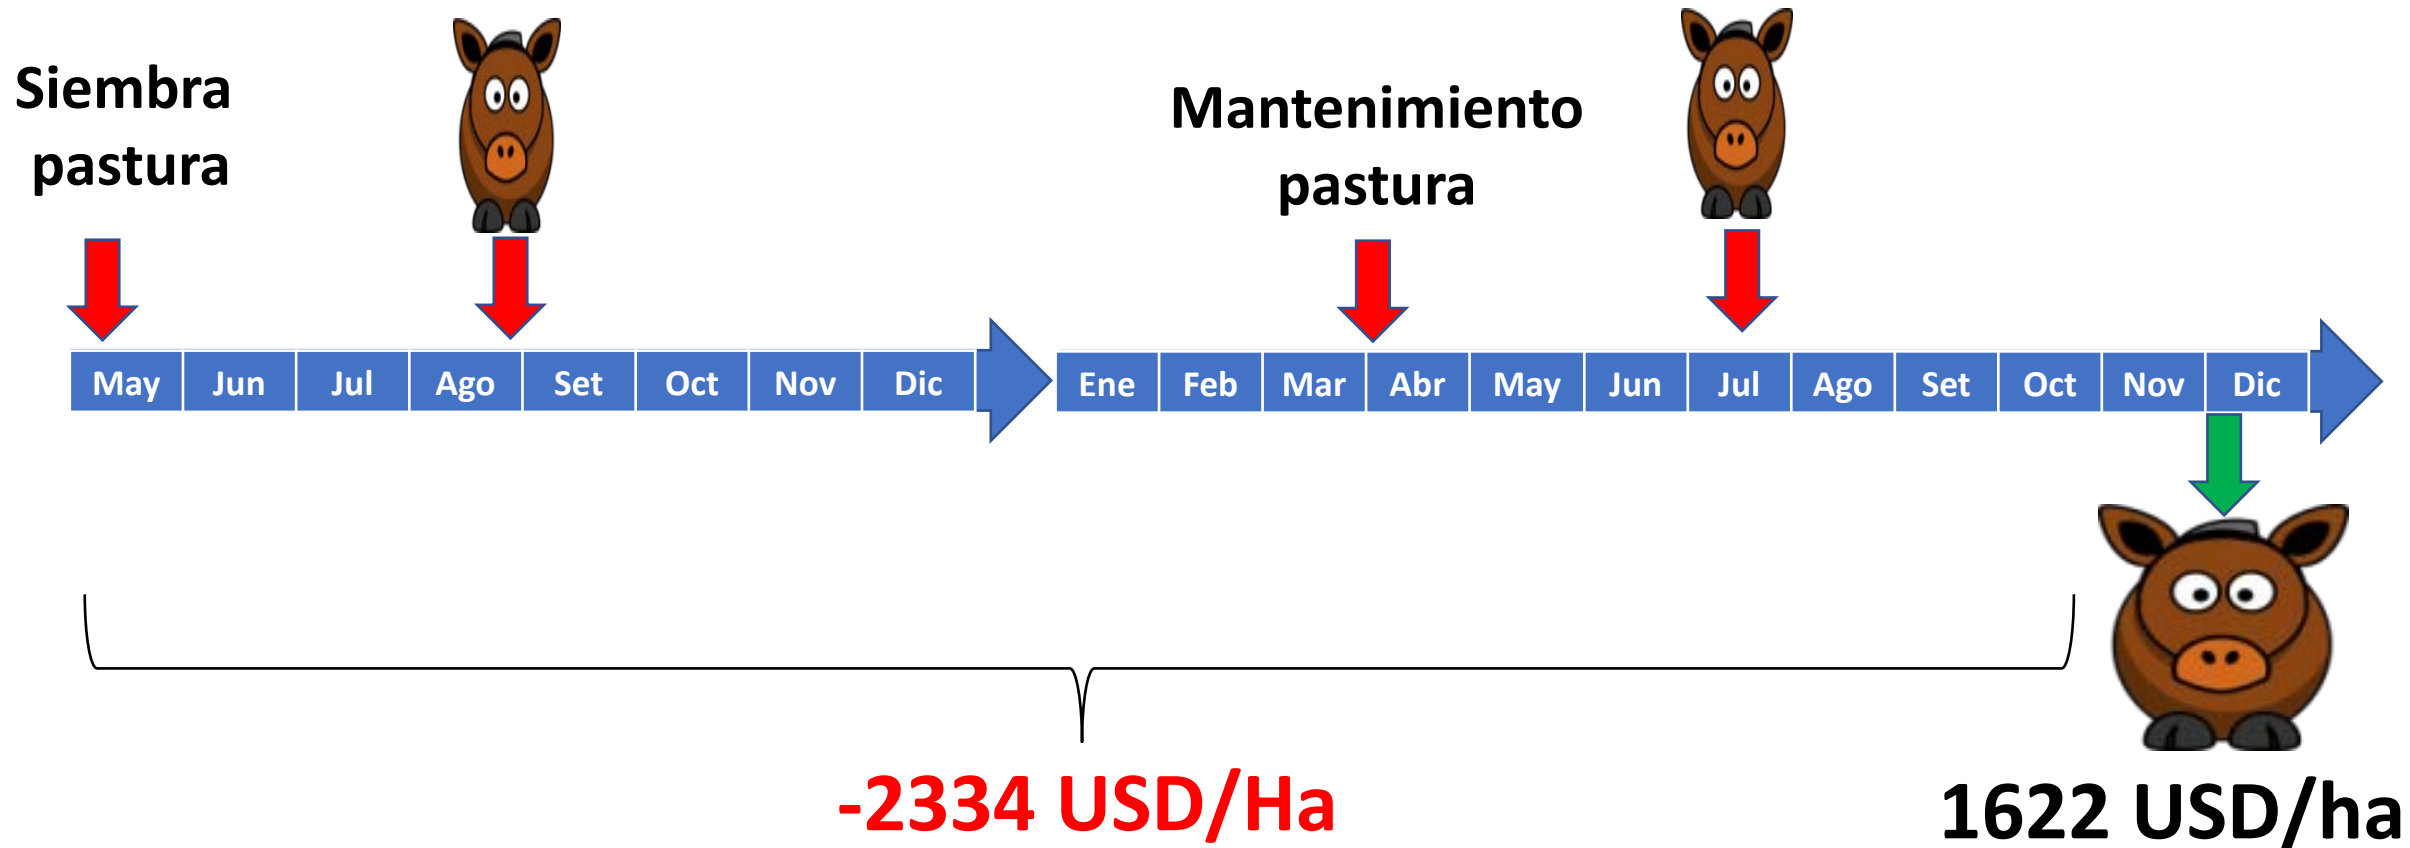 Siembra
pastura
Mantenimiento
pastura
May Jun Jul Ago Set Oct Nov Dic
Ene Feb Mar Abr May Jun Jul Ago Set Oct Nov Dic
-2334 USD/Ha
1622 USD/ha